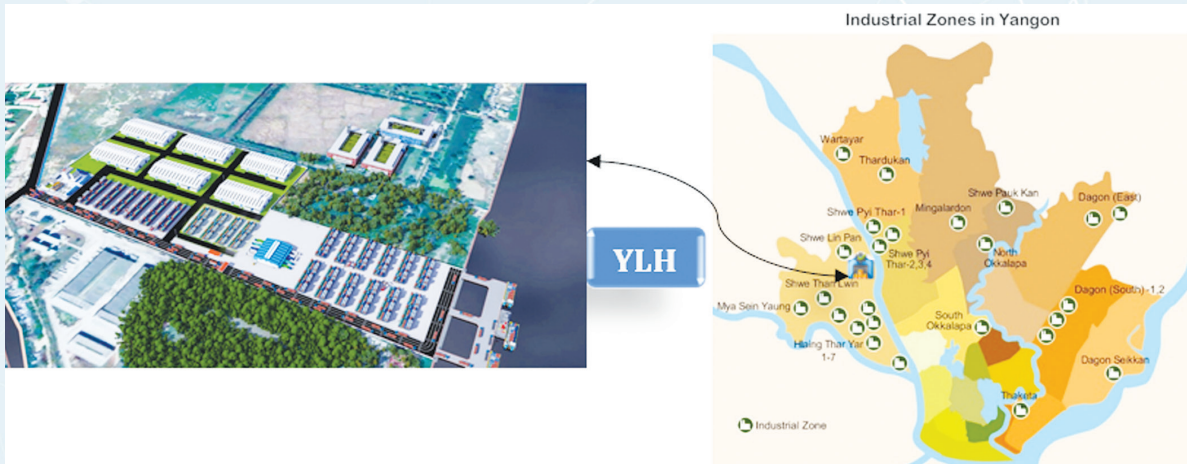 Industrial Zones in Yangon
Wartayar
Thardukan
Shwe Pauk Kan
Dagon (East)
Shwe Pyi Thar-1
Mingalardon
Shwe Lin Pan
Shwe Pyi
Thar-2,3,4
North
Okkalapa
YLH
Shwe Than Lwin
Dagon (South) -1,2
Mya Sein Yaung
South
Okkalapa
Hlaing Thar Yar
1-7
Dagon Seikkan
Thaketa
Industrial Zone